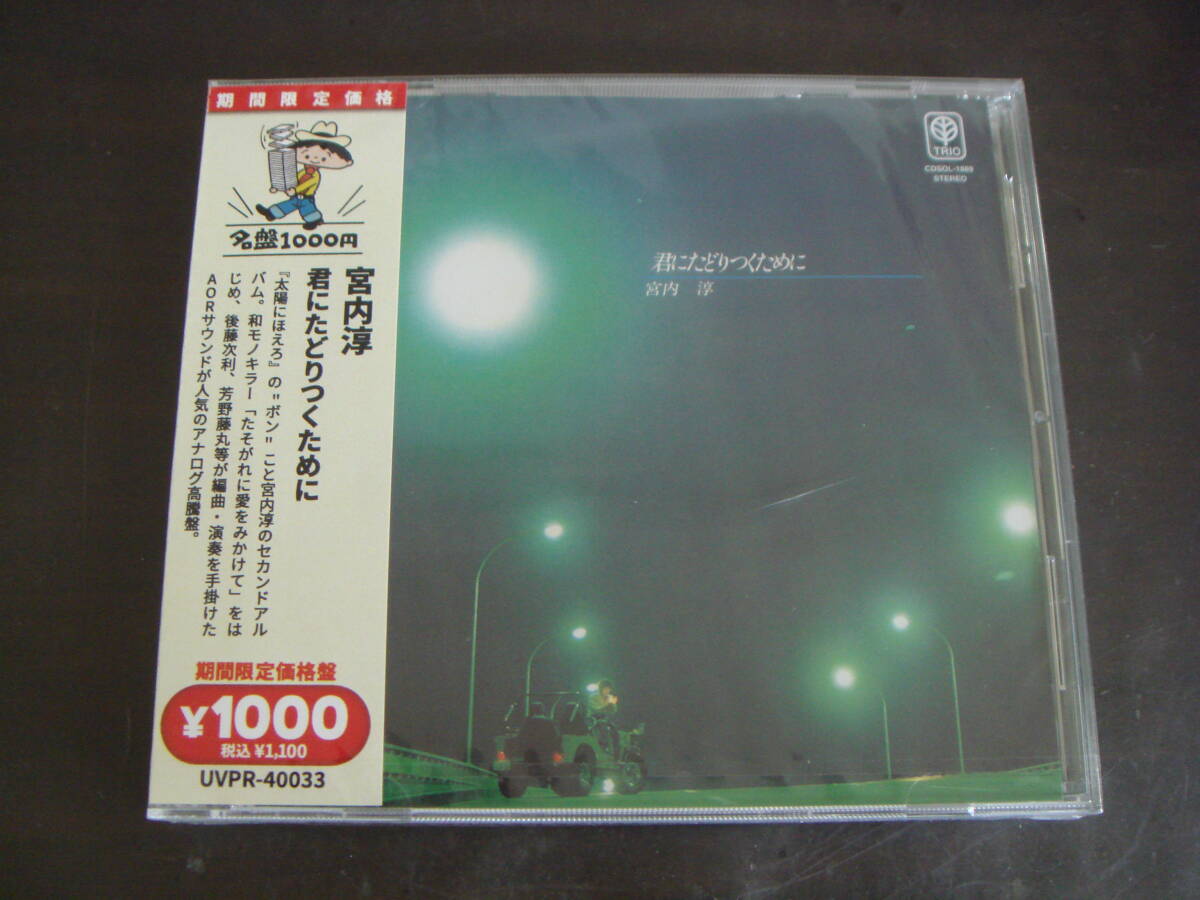 期間限定価格
名盤1000円
宮内淳
君にたどりつくために
『太陽にほえろ』の"ボン"こと宮内淳のセカンドアル
バム。和モノキラー「たそがれに愛をみかけて」をは
じめ、後藤次利、芳野藤丸等が編曲・演奏を手掛けた
AORサウンドが人気のアナログ高騰盤。
期間限定価格盤
¥1000
税込 ¥1,100
UVPR-40033
TRIO
CDSOL-1889
STEREO
君にたどりつくために
宮内 淳